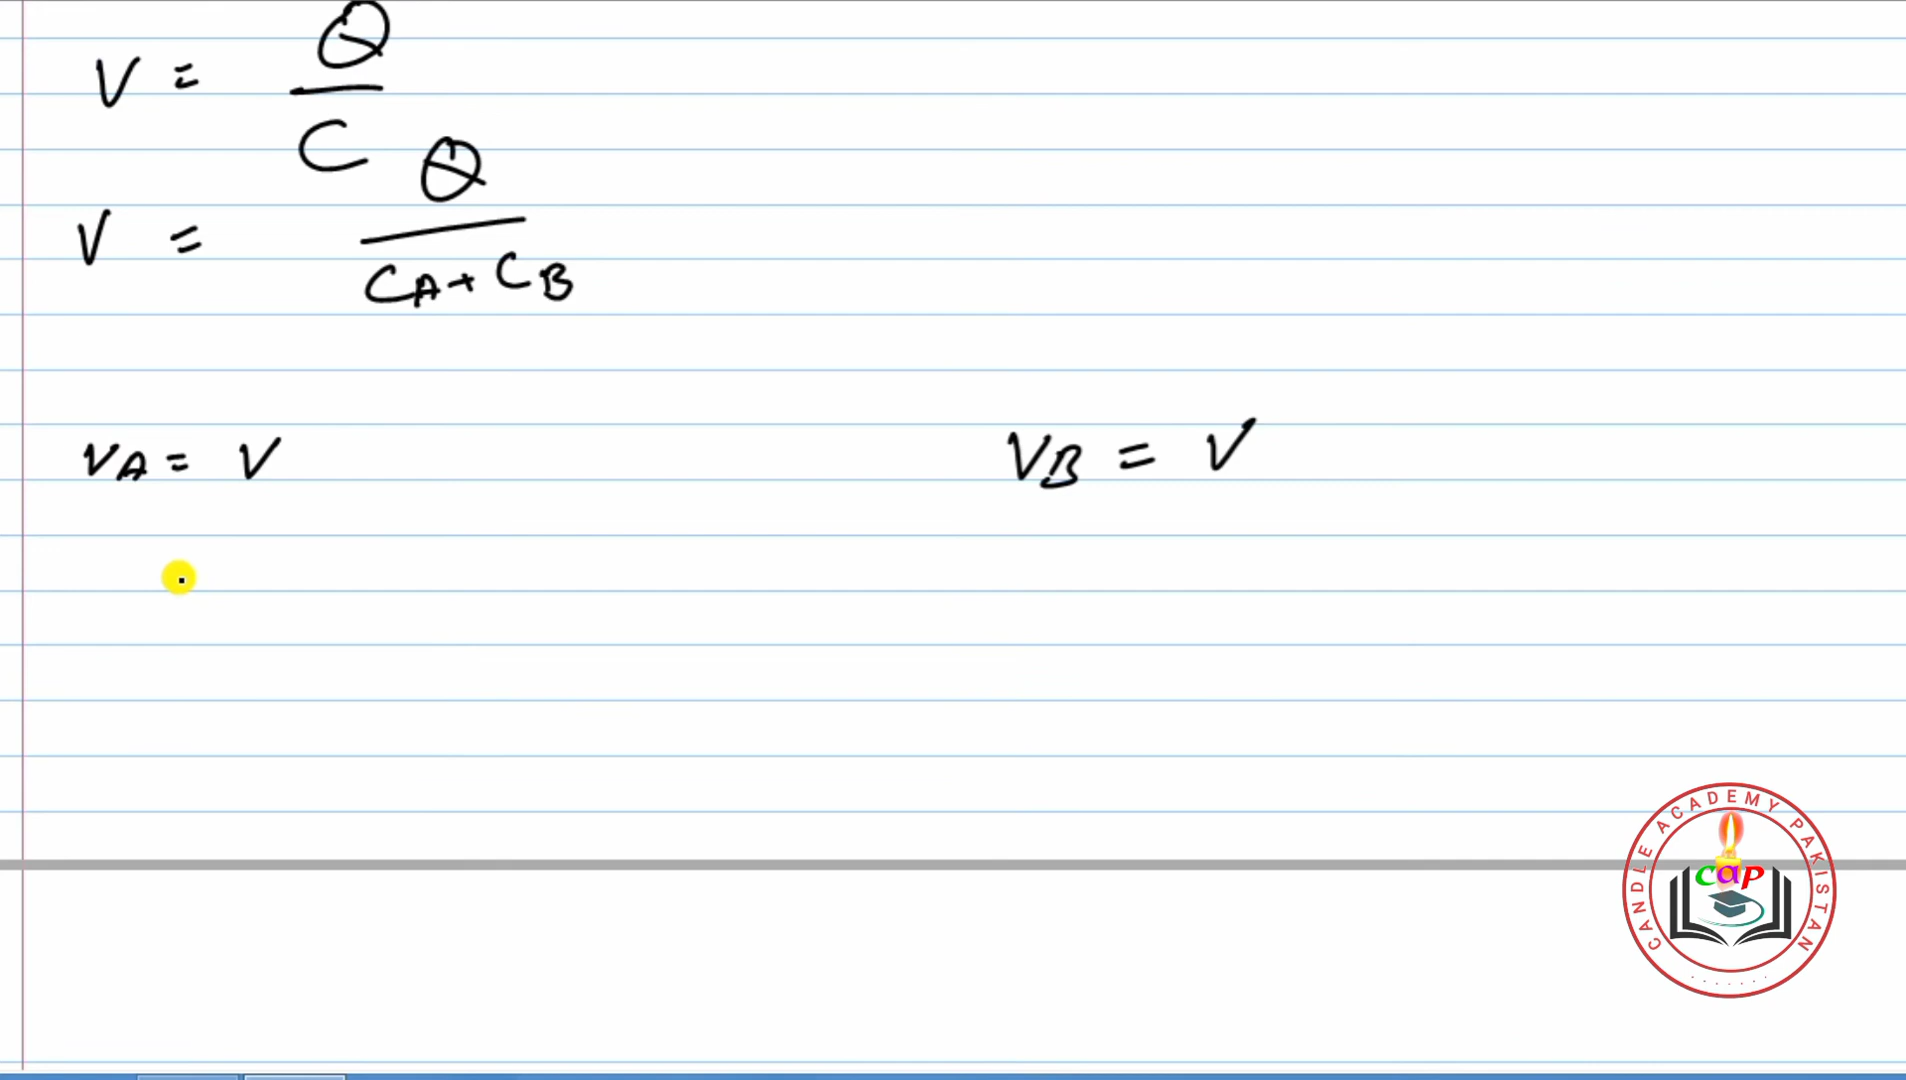 V = Q / C
V = Q / CA + CB
VA = V
VB = V
CANDLE ACADEMY PAKISTAN
cap